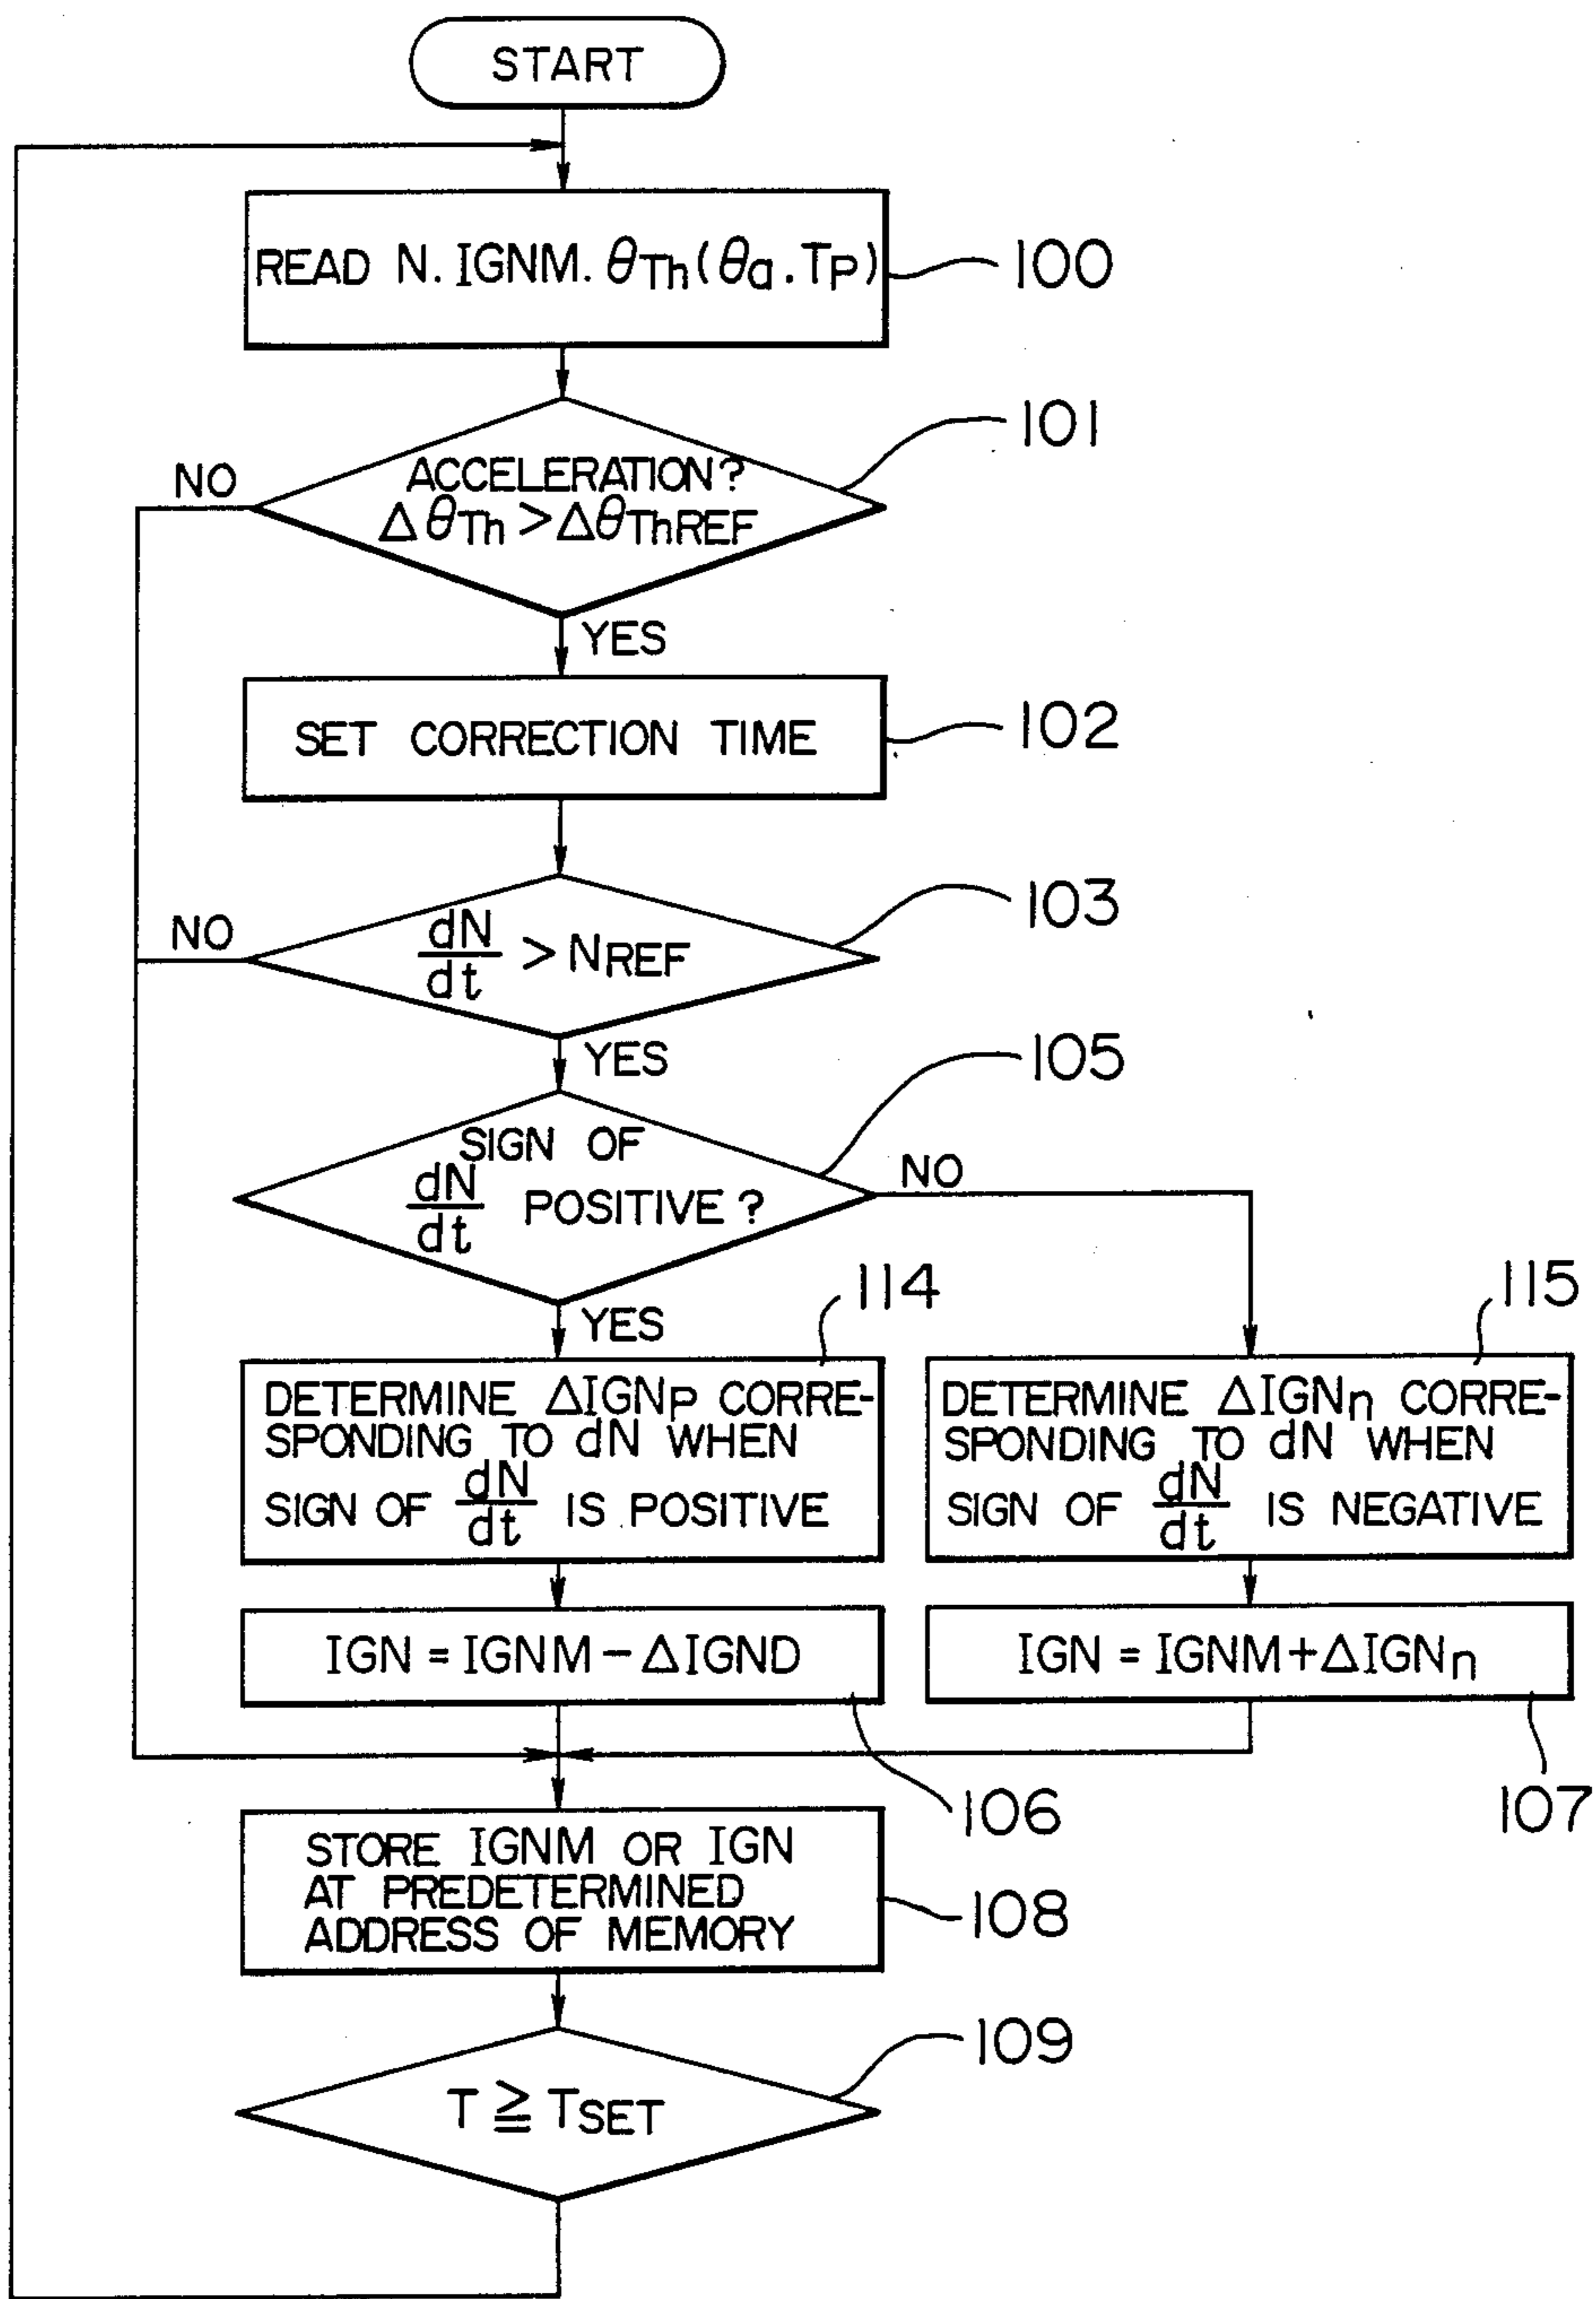 START
READ N. IGNM. θTh(θa.TP)
100
101
ACCELERATION?
ΔθTh > ΔθThREF
NO
YES
SET CORRECTION TIME
102
103
dN/dt > NREF
NO
YES
105
SIGN OF
dN/dt POSITIVE?
NO
YES
114
DETERMINE ΔIGNP CORRE-
SPONDING TO dN WHEN
SIGN OF dN/dt IS POSITIVE
115
DETERMINE ΔIGNn CORRE-
SPONDING TO dN WHEN
SIGN OF dN/dt IS NEGATIVE
IGN = IGNM - ΔIGND
IGN = IGNM + ΔIGNn
106
107
STORE IGNM OR IGN
AT PREDETERMINED
ADDRESS OF MEMORY
108
109
T ≧ TSET